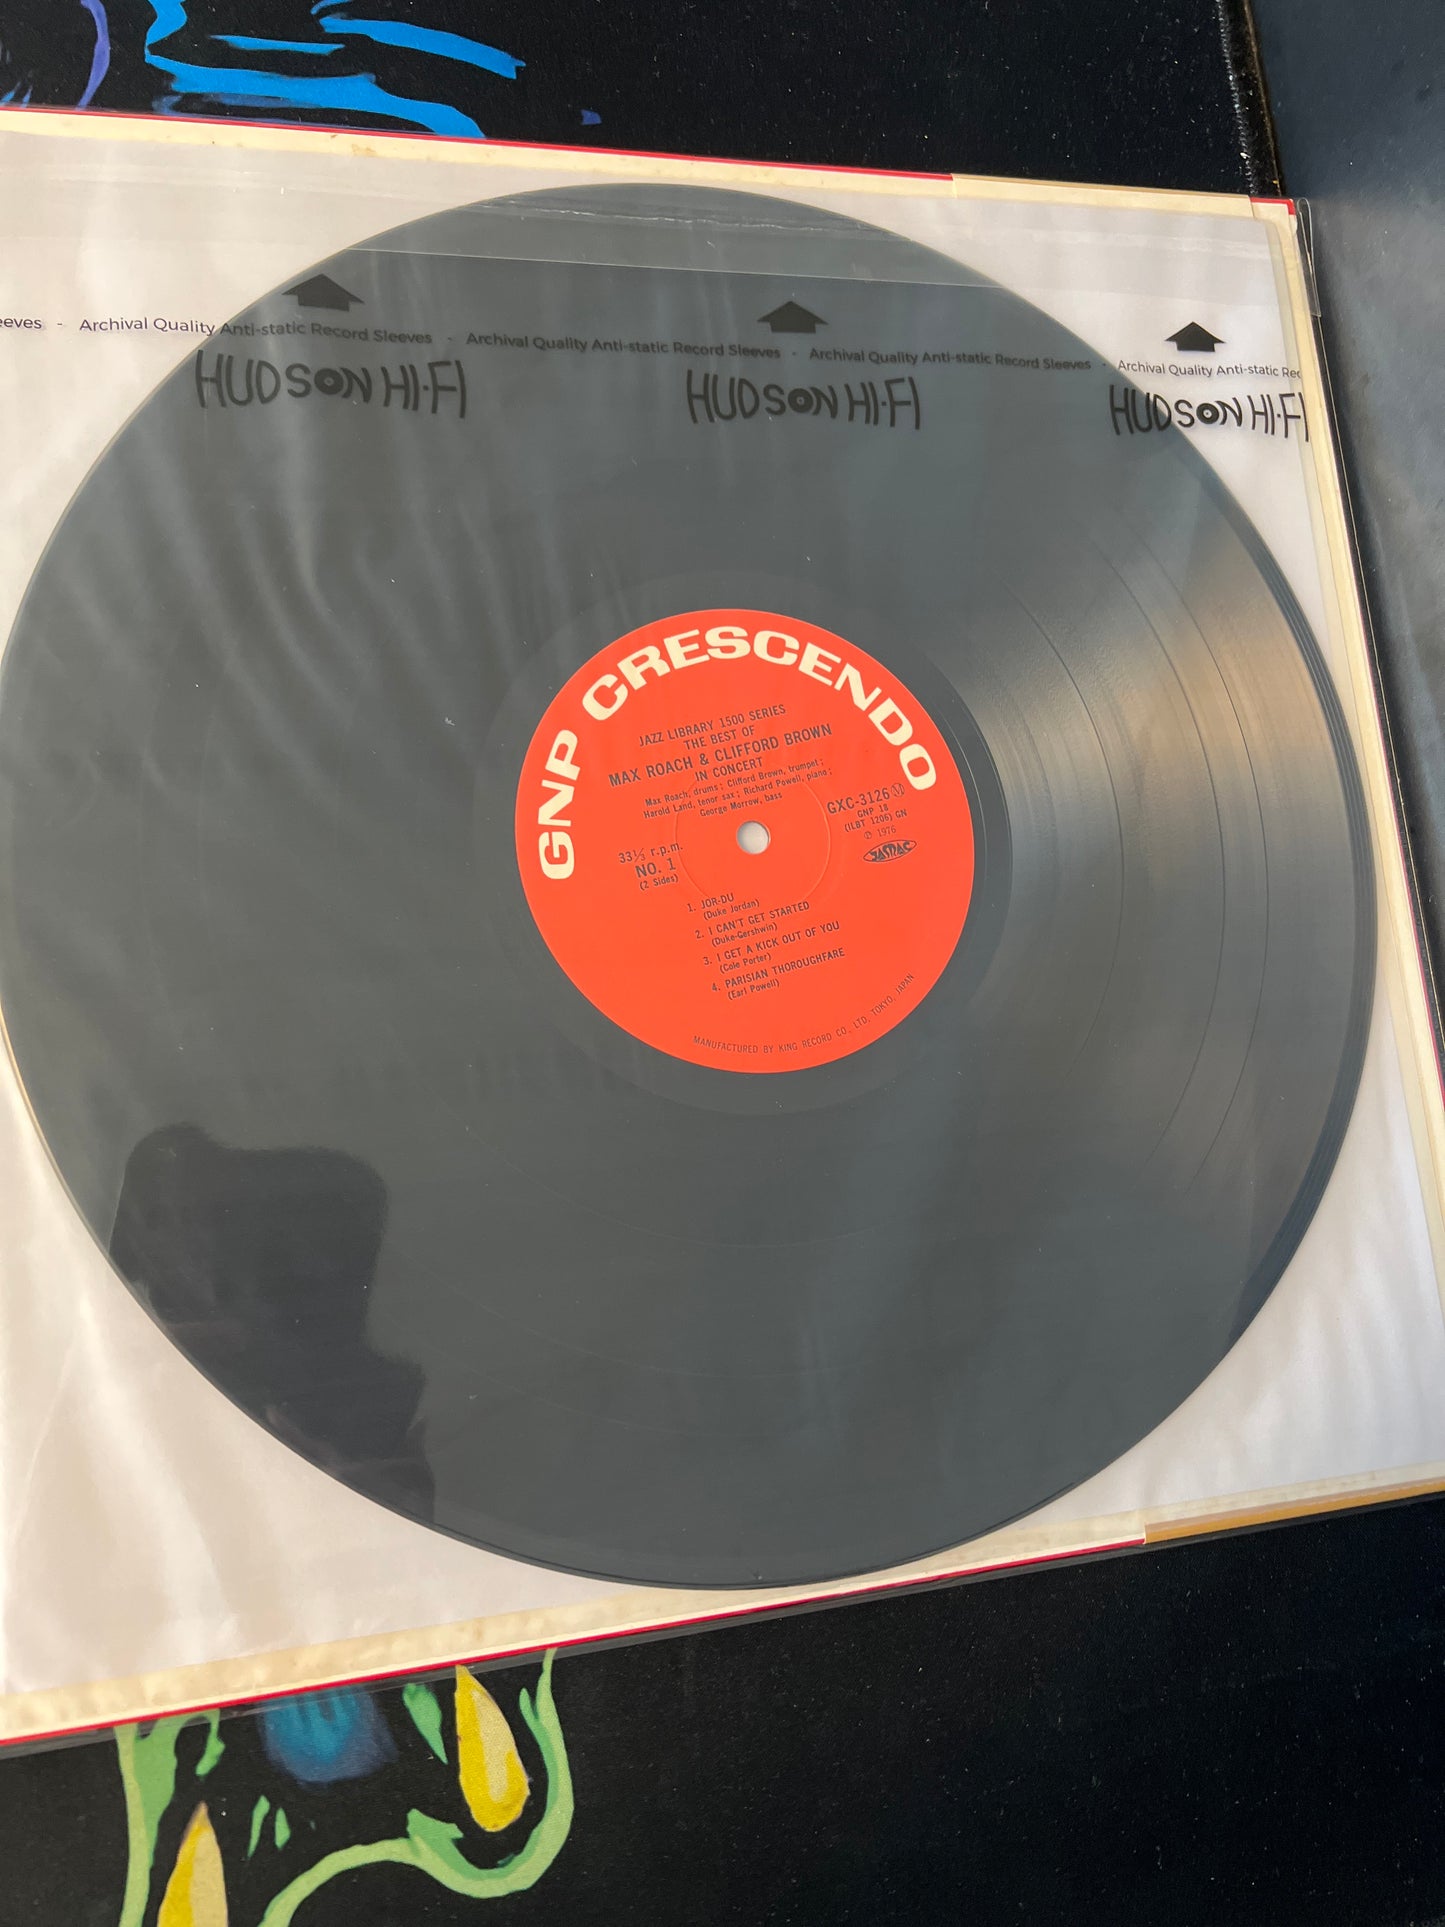 eeves - Archival Quality Anti-static Record Sleeves - Archival Quality Anti-static Record Sleeves - Archival Quality Anti-static Record Sleeves - Archival Quality Anti-static Rec
HUDSON HI-FI
HUDSON HI-FI
HUDSON HI-FI
GNP CRESCENDO
JAZZ LIBRARY 1500 SERIES
THE BEST OF
MAX ROACH & CLIFFORD BROWN
IN CONCERT
Max Roach, drums; Clifford Brown, trumpet;
Harold Land, tenor sax; Richard Powell, piano;
George Morrow, bass
GXC-3126 M
GNP 18
(ILBT 1206) GN
℗ 1976
JASRAC
33⅓ r.p.m.
NO. 1
(2 Sides)
1. JOR-DU
(Duke Jordan)
2. I CAN'T GET STARTED
(Duke-Gershwin)
3. I GET A KICK OUT OF YOU
(Cole Porter)
4. PARISIAN THOROUGHFARE
(Earl Powell)
MANUFACTURED BY KING RECORD CO., LTD. TOKYO, JAPAN